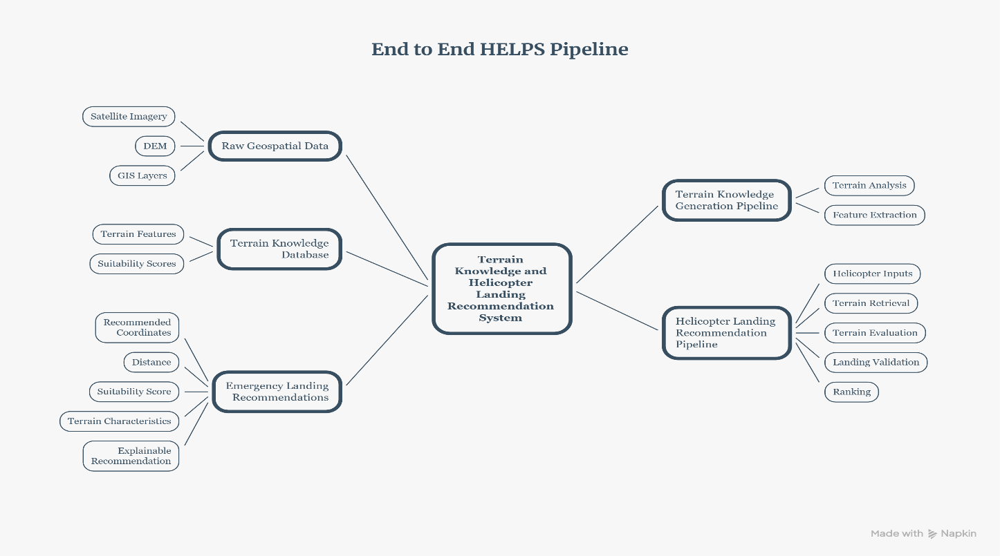 End to End HELPS Pipeline
Satellite Imagery
DEM
GIS Layers
Raw Geospatial Data
Terrain Features
Suitability Scores
Terrain Knowledge
Database
Recommended
Coordinates
Distance
Suitability Score
Terrain Characteristics
Explainable
Recommendation
Emergency Landing
Recommendations
Terrain
Knowledge and
Helicopter
Landing
Recommendation
System
Terrain Knowledge
Generation Pipeline
Terrain Analysis
Feature Extraction
Helicopter Landing
Recommendation
Pipeline
Helicopter Inputs
Terrain Retrieval
Terrain Evaluation
Landing Validation
Ranking
Made with Napkin